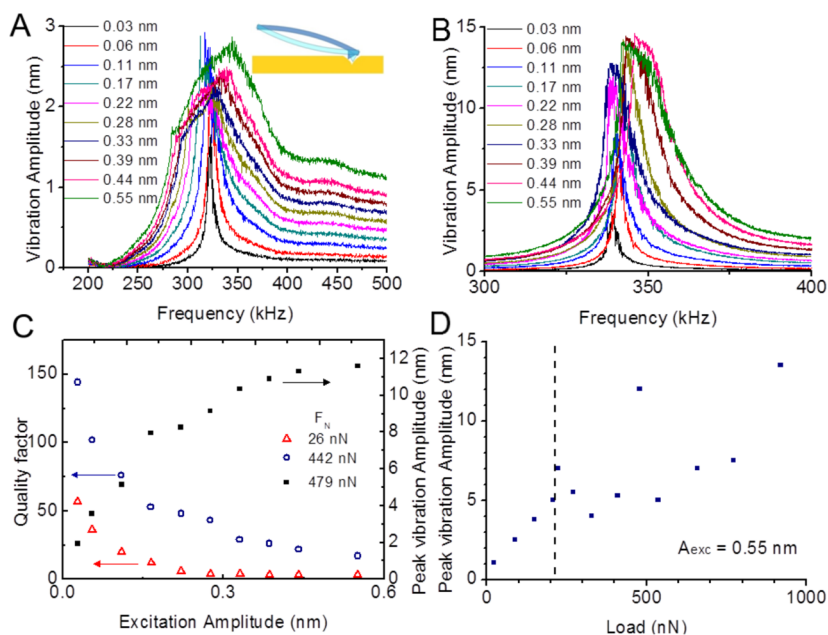 A
Vibration Amplitude (nm)
3
2
1
0
0.03 nm
0.06 nm
0.11 nm
0.17 nm
0.22 nm
0.28 nm
0.33 nm
0.39 nm
0.44 nm
0.55 nm
200 250 300 350 400 450 500
Frequency (kHz)
B
Vibration Amplitude (nm)
15
10
5
0
0.03 nm
0.06 nm
0.11 nm
0.17 nm
0.22 nm
0.28 nm
0.33 nm
0.39 nm
0.44 nm
0.55 nm
300 350 400
Frequency (kHz)
C
Quality factor
150
100
50
0
FN
26 nN
442 nN
479 nN
12
10
8
6
4
2
0
Peak vibration Amplitude (nm)
0.0 0.3 0.6
Excitation Amplitude (nm)
D
Peak vibration Amplitude (nm)
15
10
5
0
Aexc = 0.55 nm
0 500 1000
Load (nN)